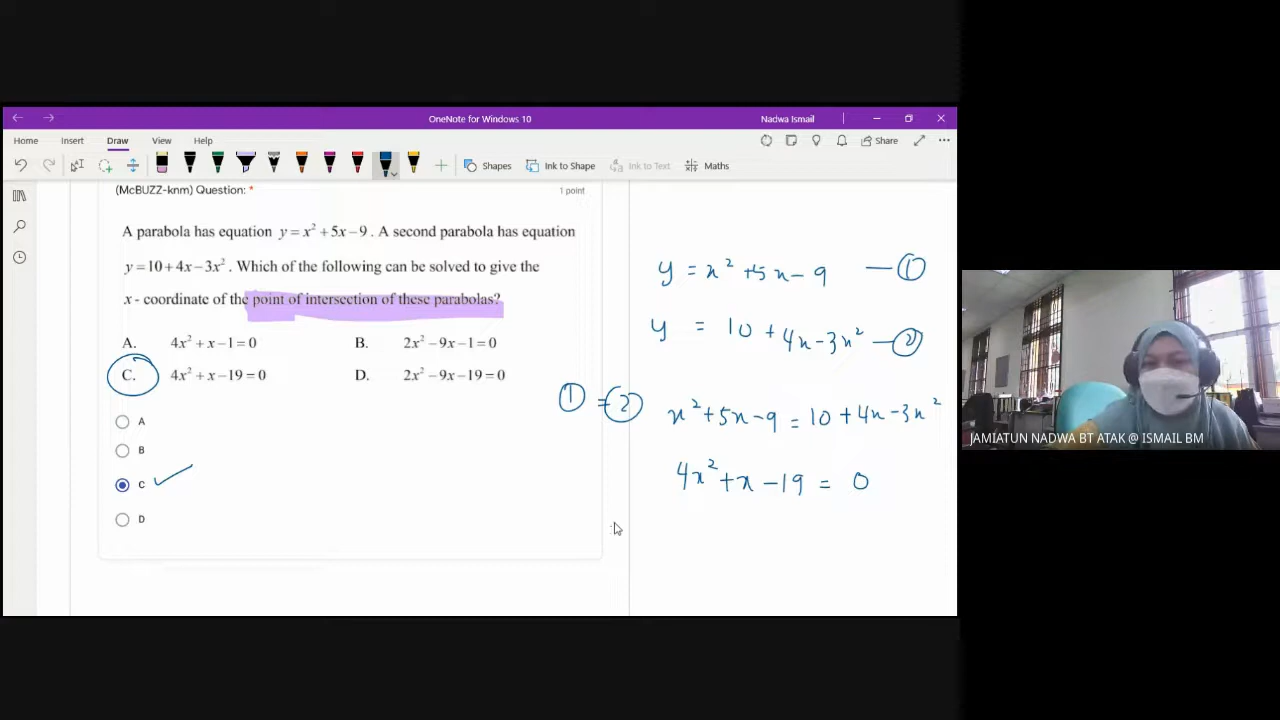 OneNote for Windows 10
Nadwa Ismail
Home Insert Draw View Help
Share
Shapes Ink to Shape Ink to Text Maths
(McBUZZ-knm) Question: *
1 point
A parabola has equation y = x² + 5x − 9 . A second parabola has equation
y = 10 + 4x − 3x² . Which of the following can be solved to give the
x - coordinate of the point of intersection of these parabolas?
A. 4x² + x − 1 = 0 B. 2x² − 9x − 1 = 0
C. 4x² + x − 19 = 0 D. 2x² − 9x − 19 = 0
A
B
C
D
y = x² + 5x − 9 — ①
y = 10 + 4x − 3x² — ②
① = ② x² + 5x − 9 = 10 + 4x − 3x²
4x² + x − 19 = 0
JAMIATUN NADWA BT ATAK @ ISMAIL BM